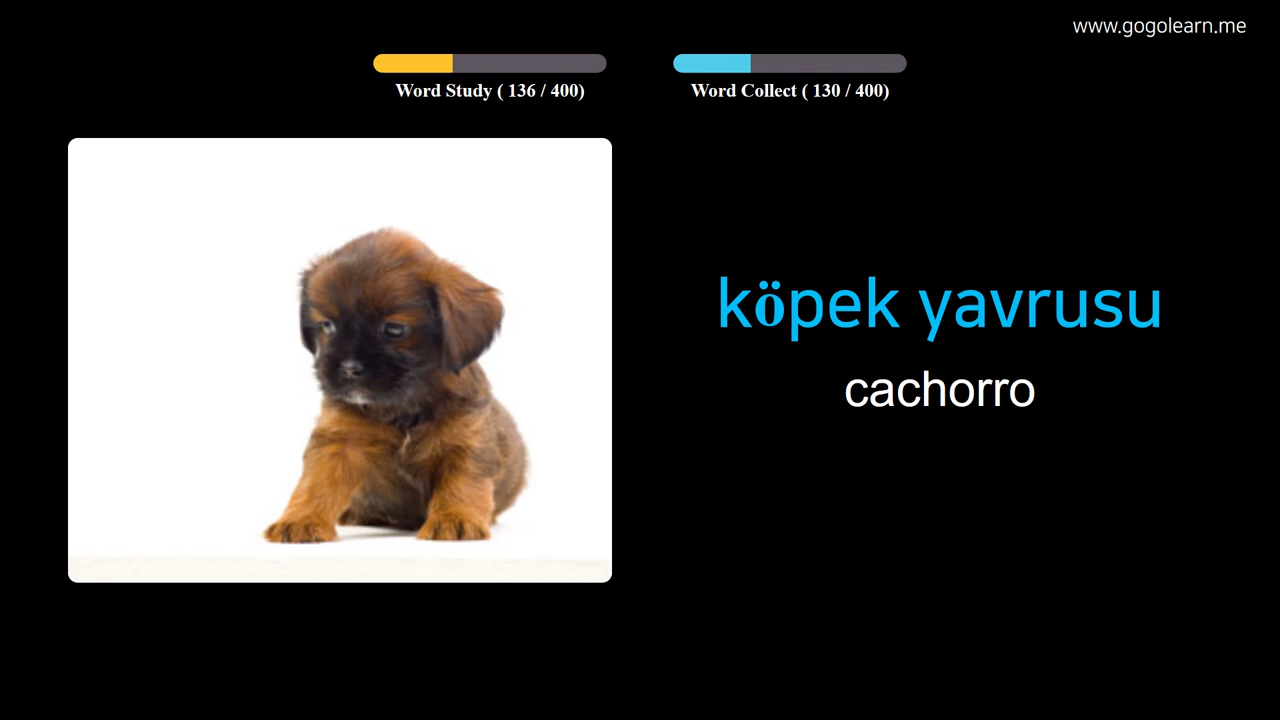 www.gogolearn.me
Word Study ( 136 / 400)
Word Collect ( 130 / 400)
köpek yavrusu
cachorro